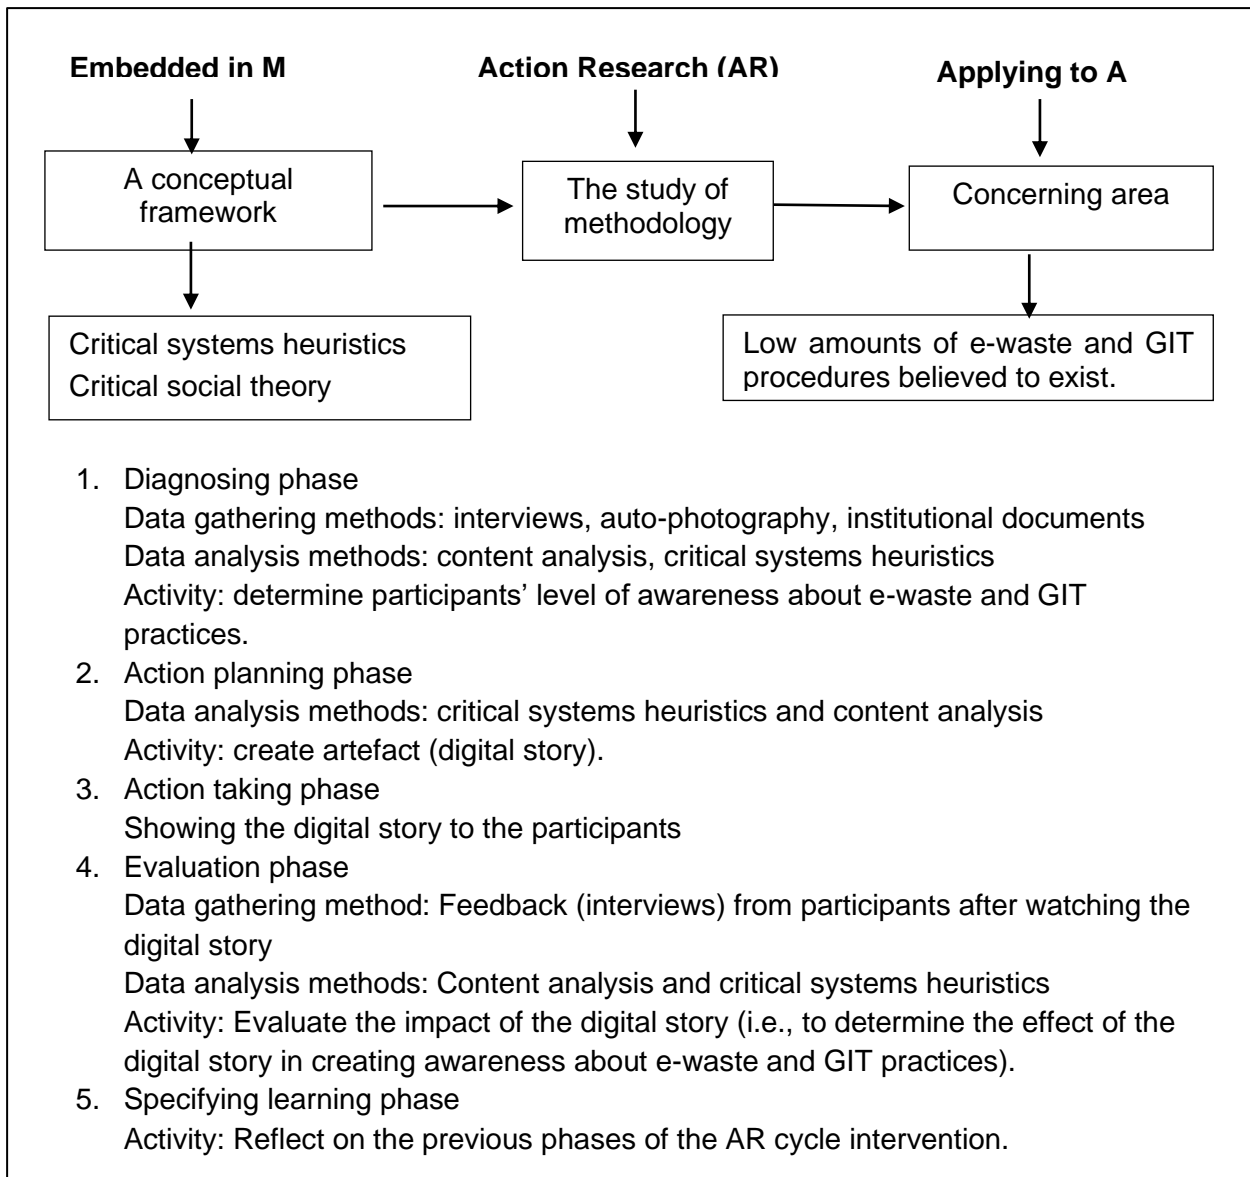 Embedded in M
Action Research (AR)
Applying to A
A conceptual
framework
The study of
methodology
Concerning area
Critical systems heuristics
Critical social theory
Low amounts of e-waste and GIT
procedures believed to exist.
1. Diagnosing phase
Data gathering methods: interviews, auto-photography, institutional documents
Data analysis methods: content analysis, critical systems heuristics
Activity: determine participants’ level of awareness about e-waste and GIT
practices.
2. Action planning phase
Data analysis methods: critical systems heuristics and content analysis
Activity: create artefact (digital story).
3. Action taking phase
Showing the digital story to the participants
4. Evaluation phase
Data gathering method: Feedback (interviews) from participants after watching the
digital story
Data analysis methods: Content analysis and critical systems heuristics
Activity: Evaluate the impact of the digital story (i.e., to determine the effect of the
digital story in creating awareness about e-waste and GIT practices).
5. Specifying learning phase
Activity: Reflect on the previous phases of the AR cycle intervention.